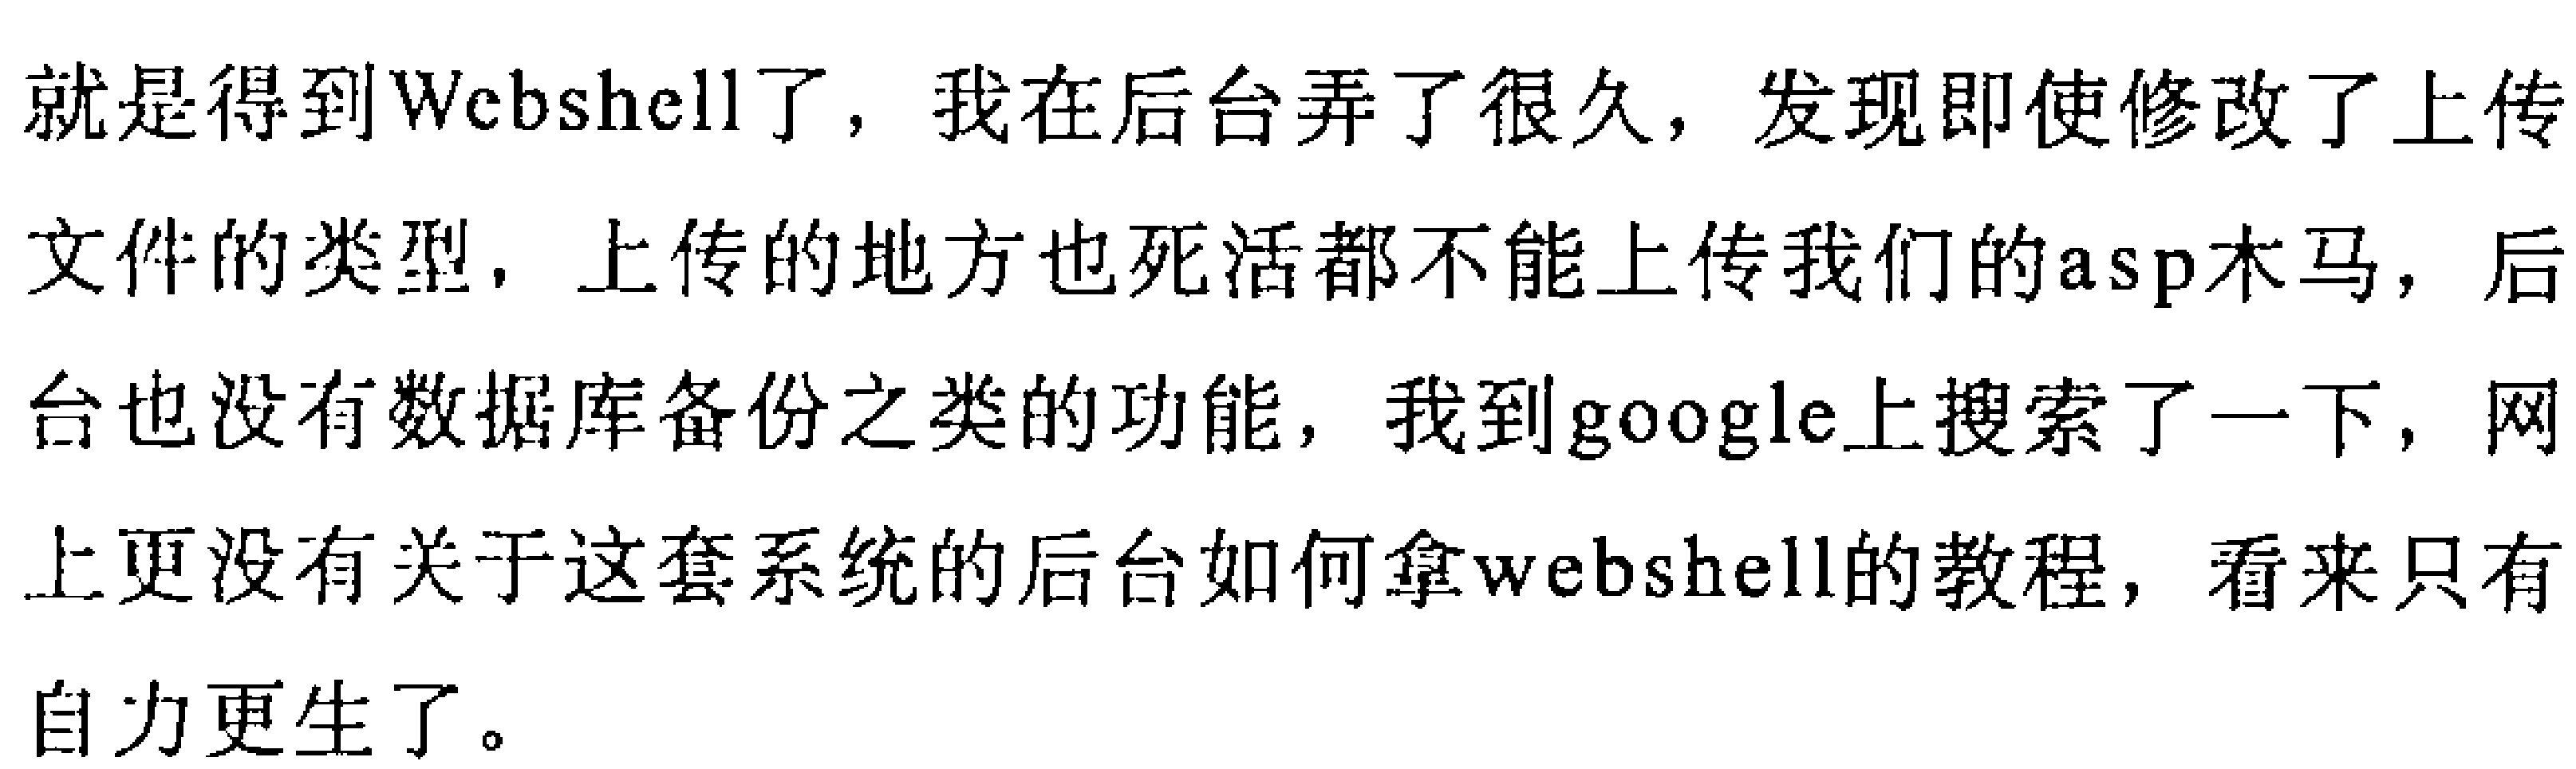 就是得到Webshell了，我在后台弄了很久，发现即使修改了上传
文件的类型，上传的地方也死活都不能上传我们的asp木马，后
台也没有数据库备份之类的功能，我到google上搜索了一下，网
上更没有关于这套系统的后台如何拿webshell的教程，看来只有
自力更生了。